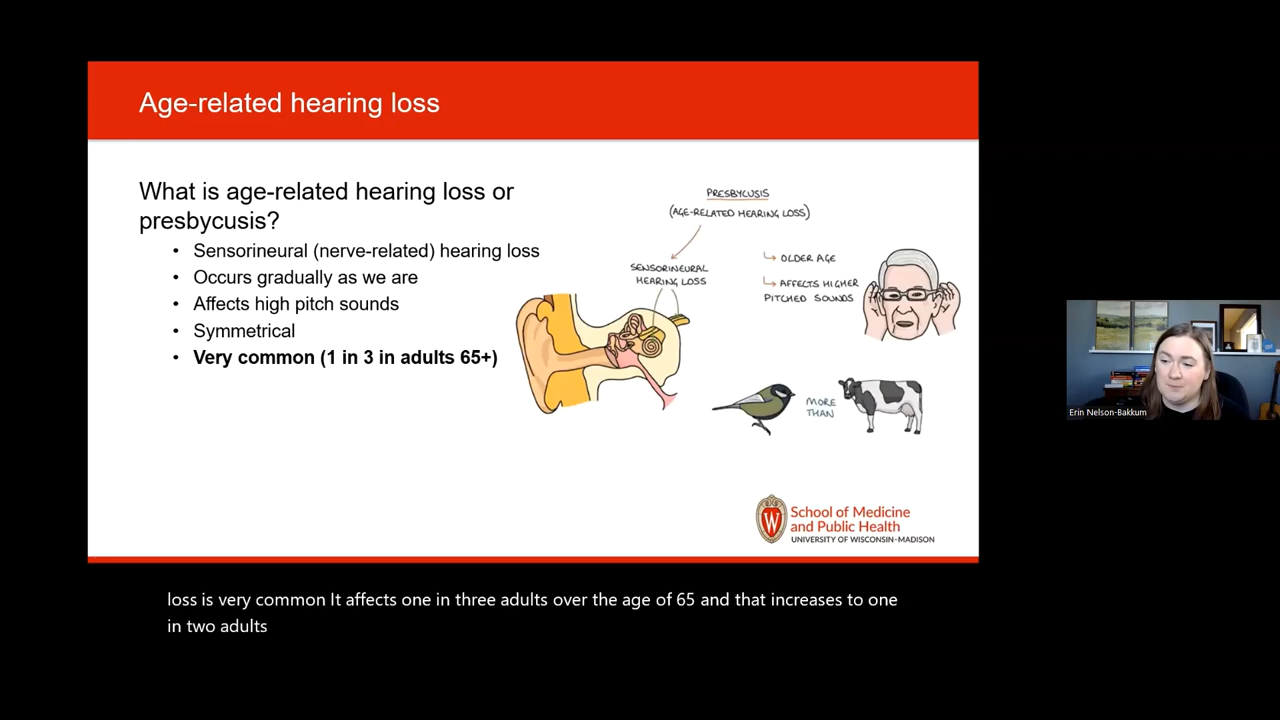 Age-related hearing loss
What is age-related hearing loss or
presbycusis?
• Sensorineural (nerve-related) hearing loss
• Occurs gradually as we are
• Affects high pitch sounds
• Symmetrical
• Very common (1 in 3 in adults 65+)
PRESBYCUSIS
(AGE-RELATED HEARING LOSS)
SENSORINEURAL
HEARING LOSS
OLDER AGE
AFFECTS HIGHER
PITCHED SOUNDS
MORE
THAN
W
School of Medicine
and Public Health
UNIVERSITY OF WISCONSIN–MADISON
Erin Nelson-Bakkum
loss is very common It affects one in three adults over the age of 65 and that increases to one
in two adults